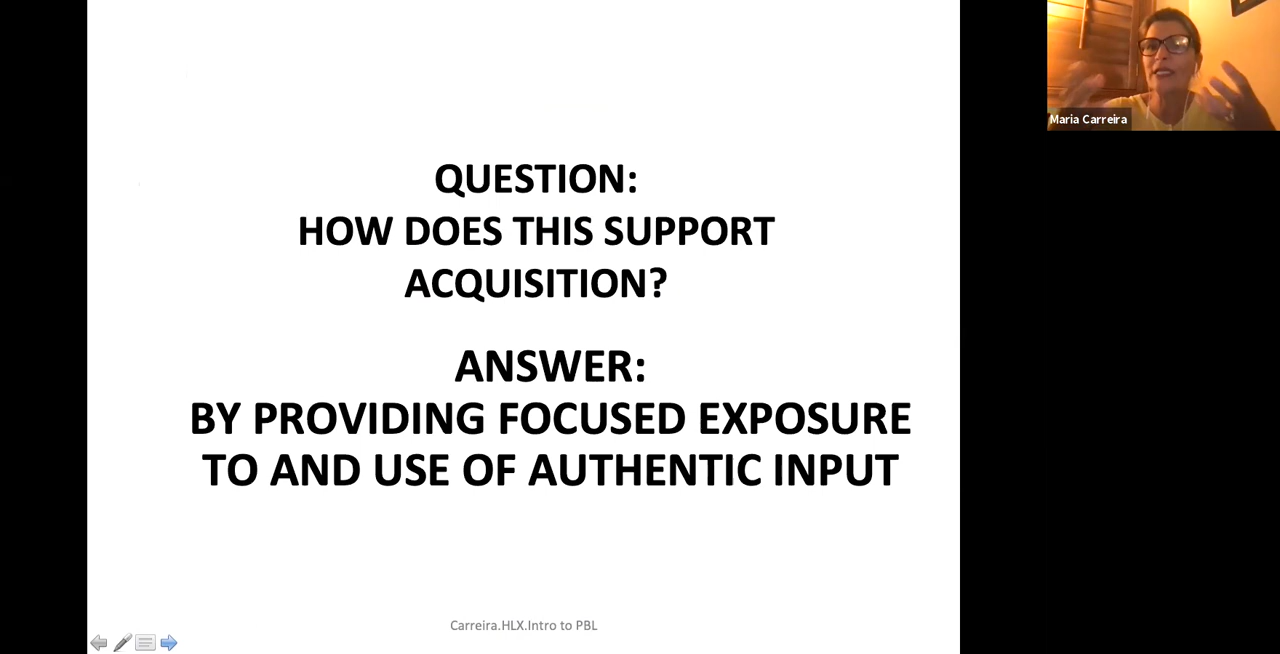 QUESTION:
HOW DOES THIS SUPPORT
ACQUISITION?
ANSWER:
BY PROVIDING FOCUSED EXPOSURE
TO AND USE OF AUTHENTIC INPUT
Carreira.HLX.Intro to PBL
Maria Carreira